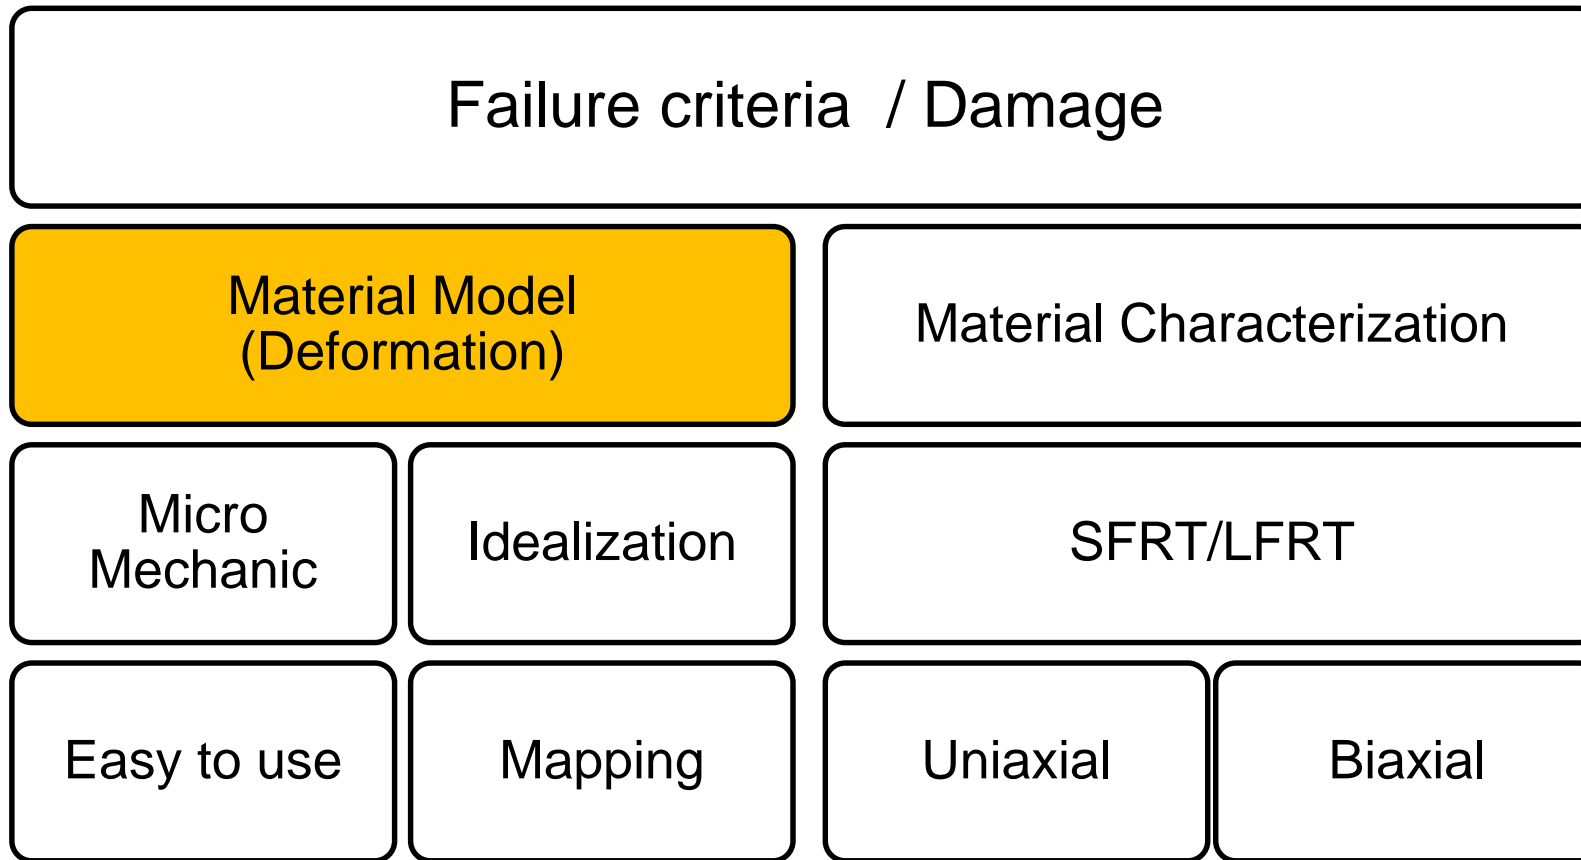 Failure criteria / Damage
Material Model
(Deformation)
Material Characterization
Micro
Mechanic
Idealization
SFRT/LFRT
Easy to use
Mapping
Uniaxial
Biaxial